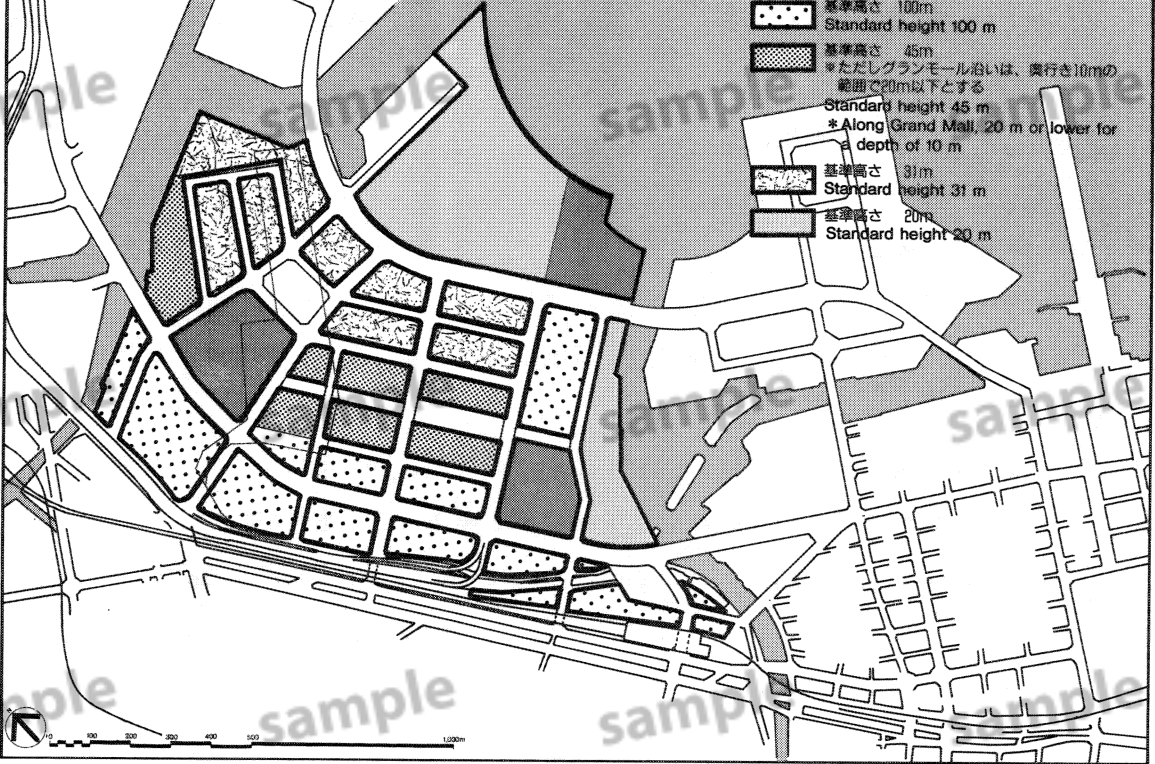 基準高さ 100m
Standard height 100 m
基準高さ 45m
※ただしグランモール沿いは、奥行き10mの
範囲で20m以下とする
Standard height 45 m
*Along Grand Mall, 20 m or lower for
a depth of 10 m
基準高さ 31m
Standard height 31 m
基準高さ 20m
Standard height 20 m
sample
sample
sample
sample
sample
sample
sample
sample
sample
sample
sample
sample
0 100 200 300 400 500 1,000m